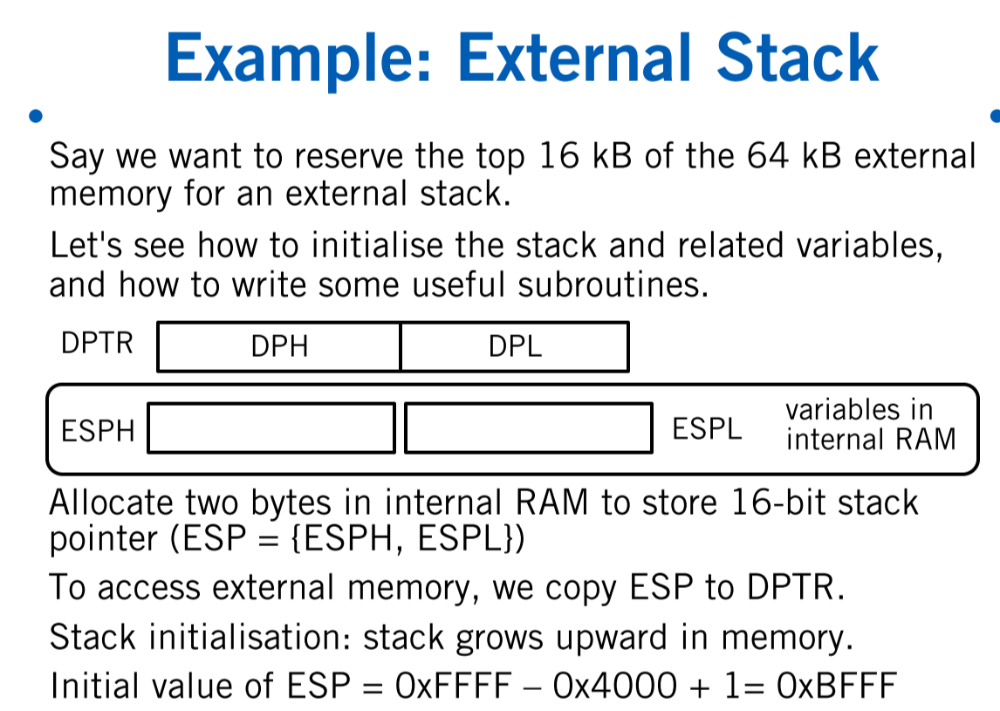 Example: External Stack
Say we want to reserve the top 16 kB of the 64 kB external
memory for an external stack.
Let's see how to initialise the stack and related variables,
and how to write some useful subroutines.
DPTR DPH DPL
ESPH ESPL variables in
internal RAM
Allocate two bytes in internal RAM to store 16-bit stack
pointer (ESP = {ESPH, ESPL})
To access external memory, we copy ESP to DPTR.
Stack initialisation: stack grows upward in memory.
Initial value of ESP = 0xFFFF – 0x4000 + 1= 0xBFFF